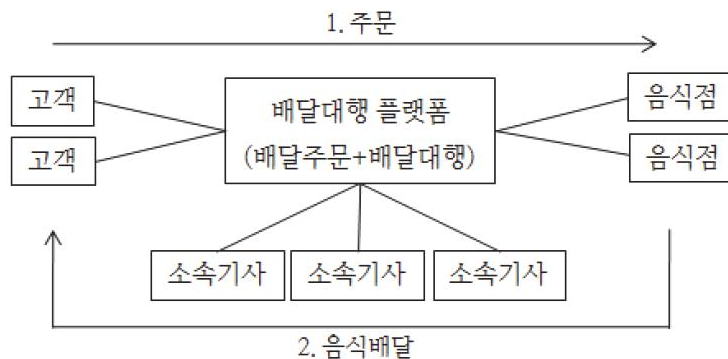 1. 주문
고객
고객
배달대행 플랫폼
(배달주문+배달대행)
음식점
음식점
소속기사
소속기사
소속기사
2. 음식배달